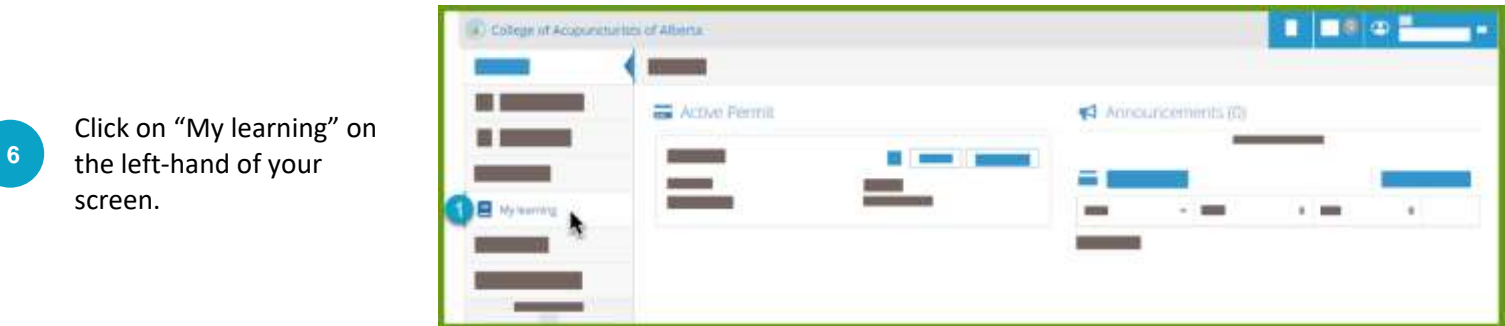 6
Click on “My learning” on
the left-hand of your
screen.
College of Acupuncturists of Alberta
Active Permit
Announcements (0)
1
My learning